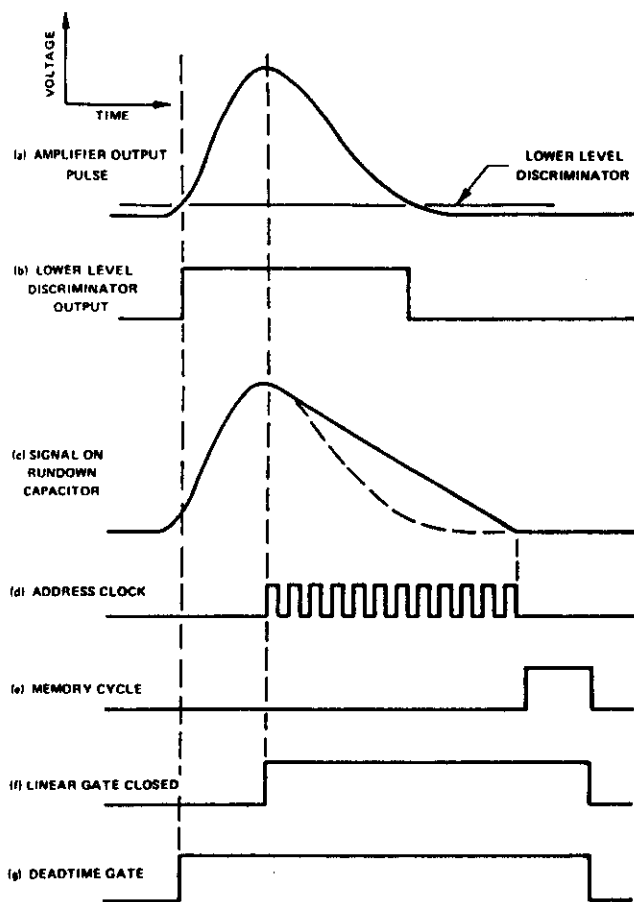 VOLTAGE
TIME
(a) AMPLIFIER OUTPUT
PULSE
LOWER LEVEL
DISCRIMINATOR
(b) LOWER LEVEL
DISCRIMINATOR
OUTPUT
(c) SIGNAL ON
RUNDOWN
CAPACITOR
(d) ADDRESS CLOCK
(e) MEMORY CYCLE
(f) LINEAR GATE CLOSED
(g) DEADTIME GATE